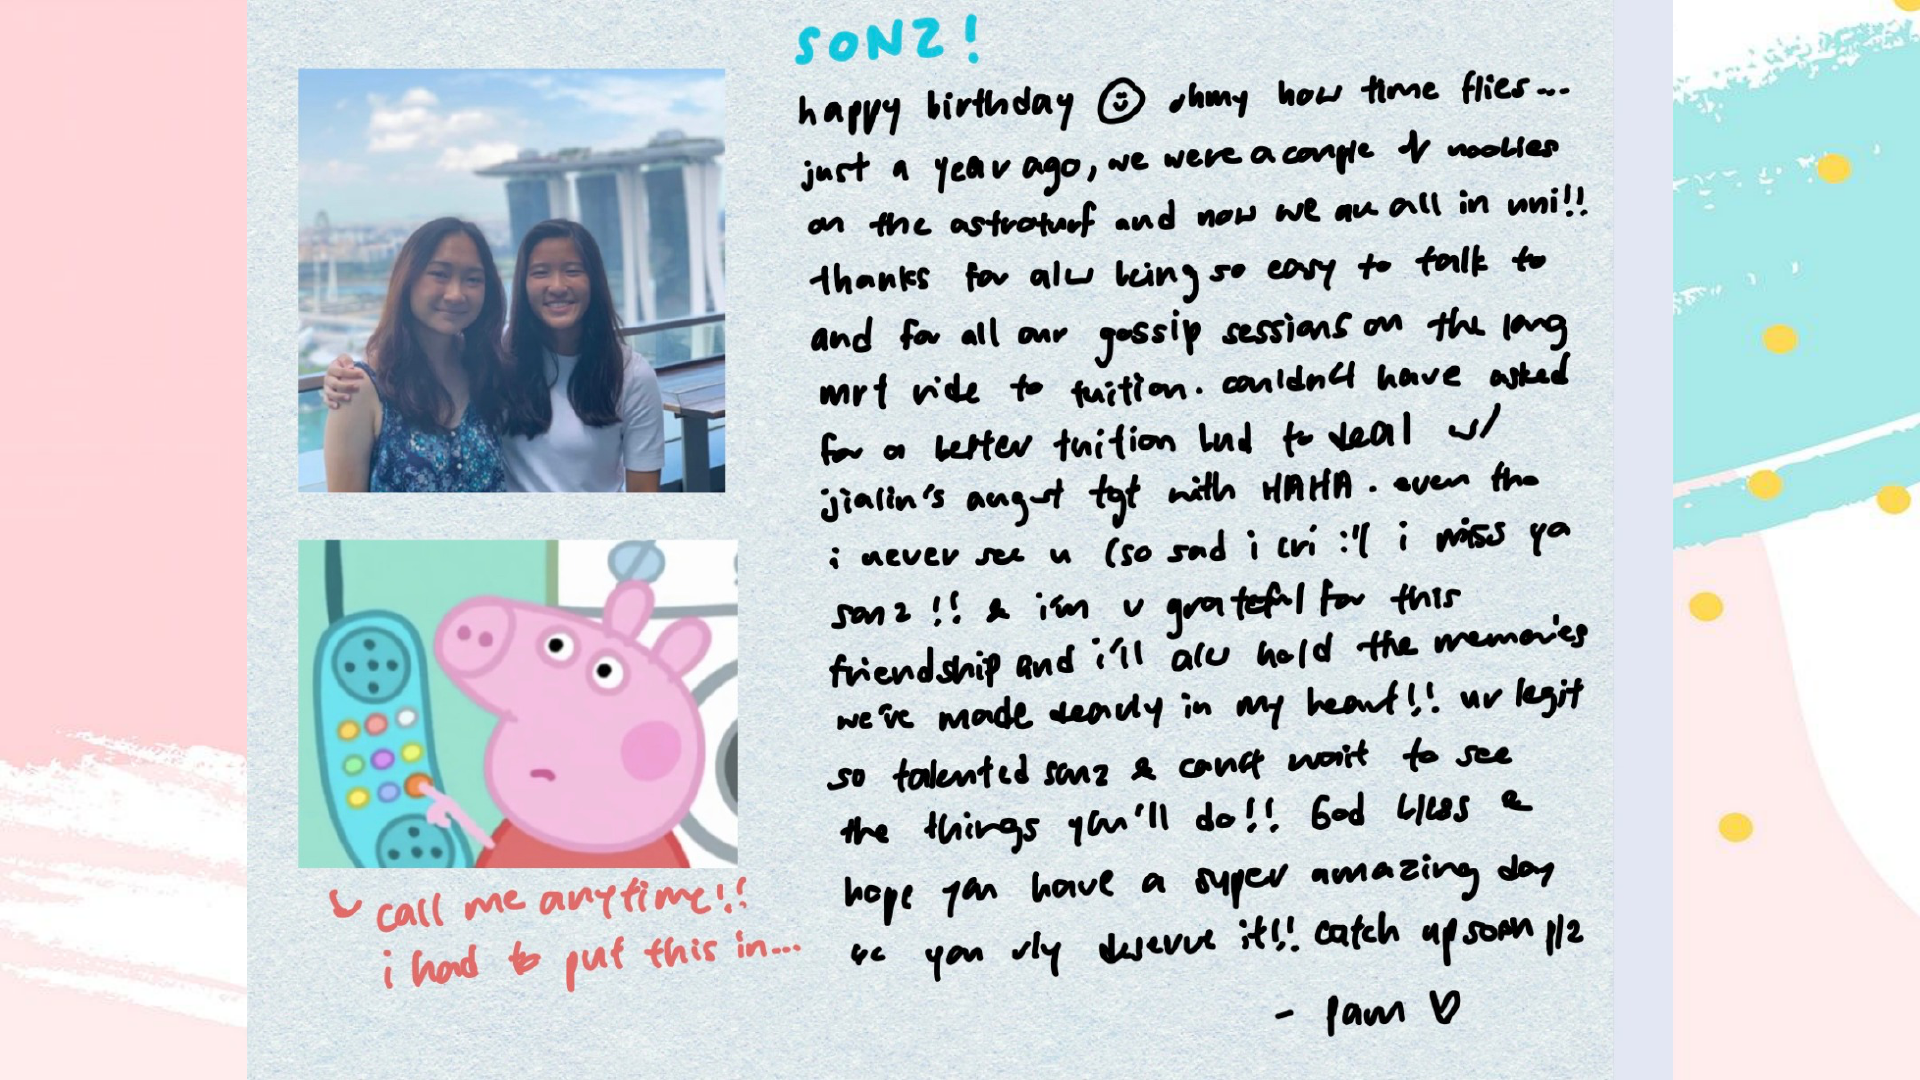 SONZ!
happy birthday ohmy how time flies...
just a year ago, we were a couple of noobies
on the astroturf and now we are all in uni!!
thanks for alw being so easy to talk to
and for all our gossip sessions on the long
mrt ride to tuition. couldn't have asked
for a better tuition bud to deal w/
jialin's angst tgt with HAHA. even tho
i never see u (so sad i cri :'( i miss ya
sonz !! & i'm v grateful for this
friendship and i'll alw hold the memories
we've made dearly in my heart!! ur legit
so talented sonz & can't wait to see
the things you'll do!! God bless &
hope you have a super amazing day
bc you rly deserve it!! catch up soon plz
- pam
call me anytime!!
i had to put this in...